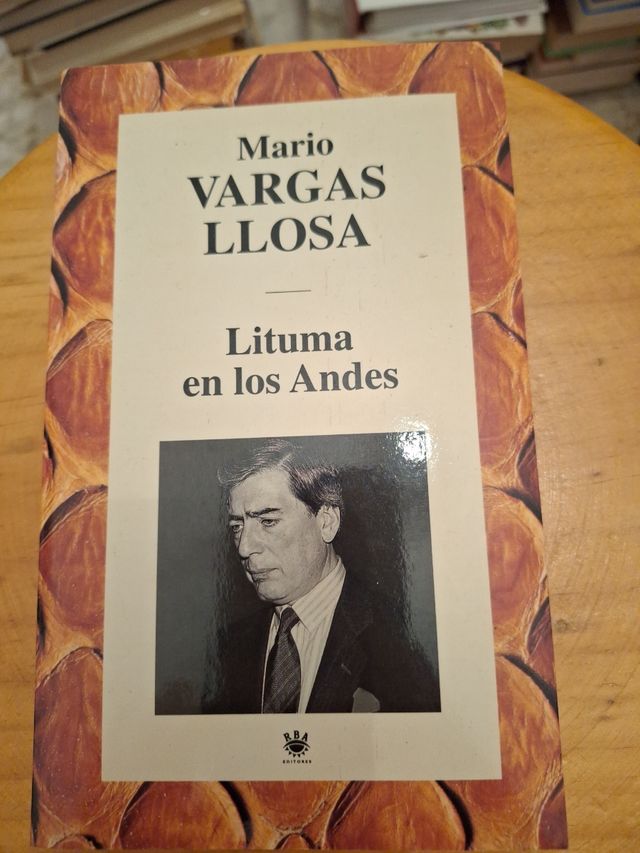 Mario
VARGAS
LLOSA
Lituma
en los Andes
RBA
EDITORES